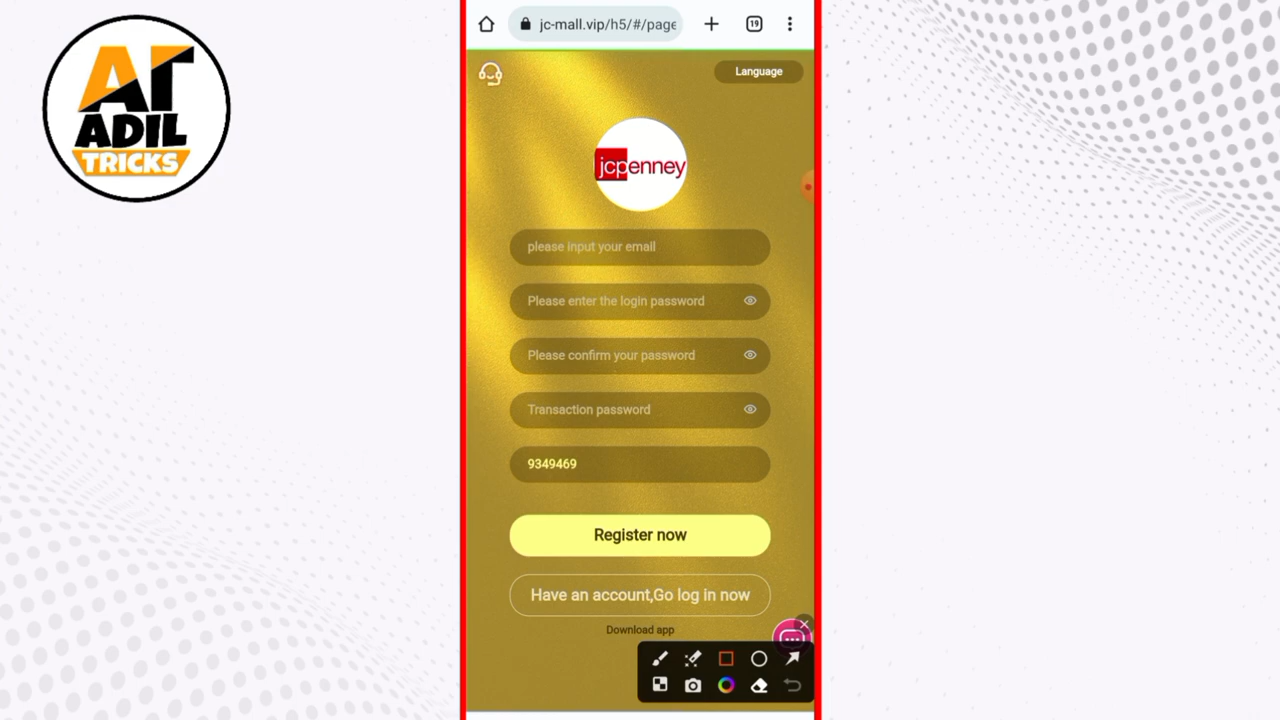 AT
ADIL
TRICKS
jc-mall.vip/h5/#/page
19
Language
jcpenney
please input your email
Please enter the login password
Please confirm your password
Transaction password
9349469
Register now
Have an account,Go log in now
Download app